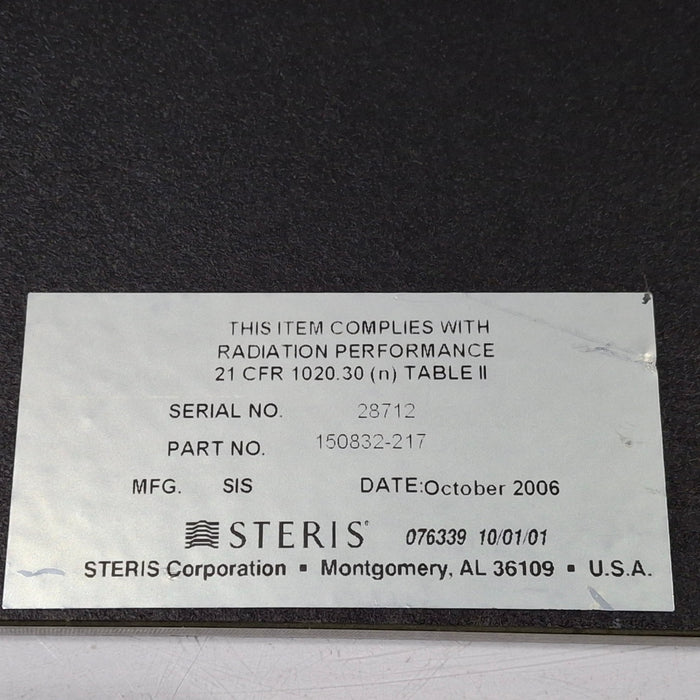 THIS ITEM COMPLIES WITH
RADIATION PERFORMANCE
21 CFR 1020.30 (n) TABLE II
SERIAL NO. 28712
PART NO. 150832-217
MFG. SIS DATE:October 2006
STERIS® 076339 10/01/01
STERIS Corporation ▪ Montgomery, AL 36109 ▪ U.S.A.